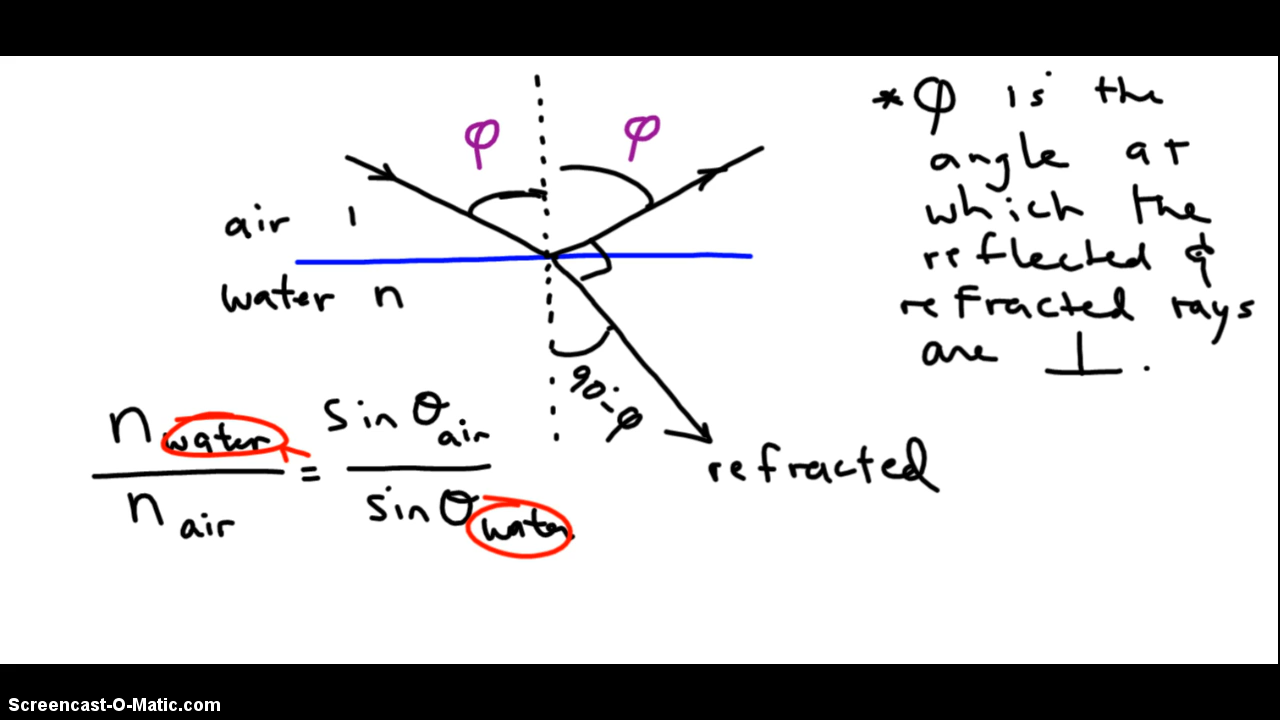 φ φ
air 1
water n
90°-φ
refracted
n water / n air = sin θ air / sin θ water
* φ is the
angle at
which the
reflected &
refracted rays
are ⊥.
Screencast-O-Matic.com